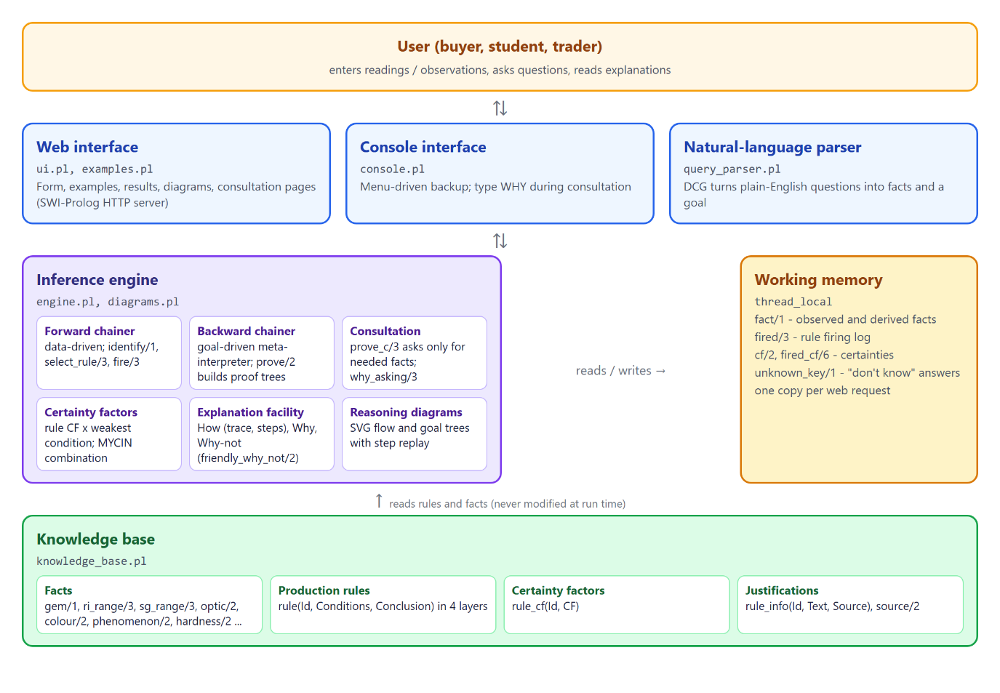 User (buyer, student, trader)
enters readings / observations, asks questions, reads explanations
⇅
Web interface
ui.pl, examples.pl
Form, examples, results, diagrams, consultation pages
(SWI-Prolog HTTP server)
Console interface
console.pl
Menu-driven backup; type WHY during consultation
Natural-language parser
query_parser.pl
DCG turns plain-English questions into facts and a
goal
⇅
Inference engine
engine.pl, diagrams.pl
Forward chainer
data-driven; identify/1,
select_rule/3, fire/3
Backward chainer
goal-driven meta-
interpreter; prove/2
builds proof trees
Consultation
prove_c/3 asks only for
needed facts;
why_asking/3
Certainty factors
rule CF x weakest
condition; MYCIN
combination
Explanation facility
How (trace, steps), Why,
Why-not
(friendly_why_not/2)
Reasoning diagrams
SVG flow and goal trees
with step replay
reads / writes →
Working memory
thread_local
fact/1 - observed and derived facts
fired/3 - rule firing log
cf/2, fired_cf/6 - certainties
unknown_key/1 - "don't know" answers
one copy per web request
↑ reads rules and facts (never modified at run time)
Knowledge base
knowledge_base.pl
Facts
gem/1, ri_range/3, sg_range/3, optic/2,
colour/2, phenomenon/2, hardness/2 ...
Production rules
rule(Id, Conditions, Conclusion) in 4 layers
Certainty factors
rule_cf(Id, CF)
Justifications
rule_info(Id, Text, Source), source/2